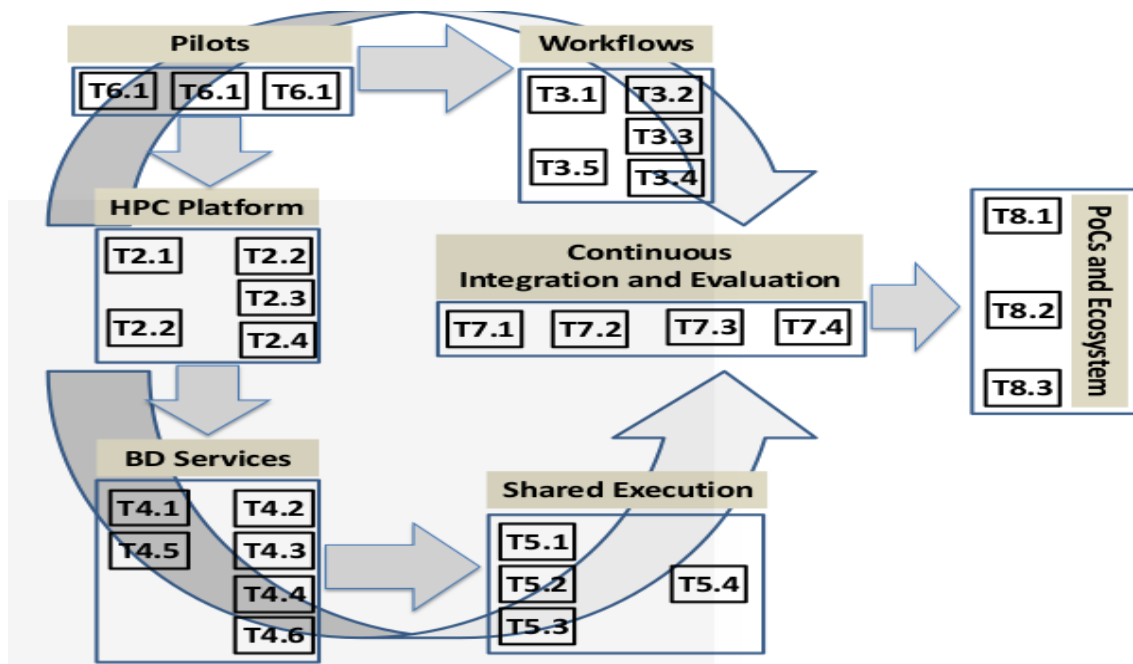 Pilots
T6.1 T6.1 T6.1
Workflows
T3.1 T3.2
T3.3
T3.5 T3.4
HPC Platform
T2.1 T2.2
T2.3
T2.2 T2.4
Continuous
Integration and Evaluation
T7.1 T7.2 T7.3 T7.4
T8.1
T8.2
T8.3
PoCs and Ecosystem
BD Services
T4.1 T4.2
T4.5 T4.3
T4.4
T4.6
Shared Execution
T5.1
T5.2 T5.4
T5.3